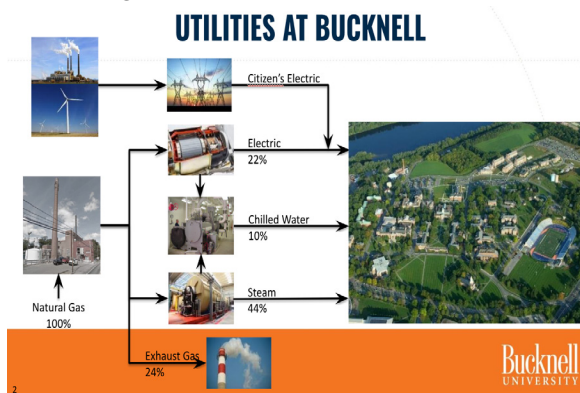 UTILITIES AT BUCKNELL
Citizen's Electric
Electric
22%
Chilled Water
10%
Steam
44%
Natural Gas
100%
Exhaust Gas
24%
Bucknell
UNIVERSITY
2